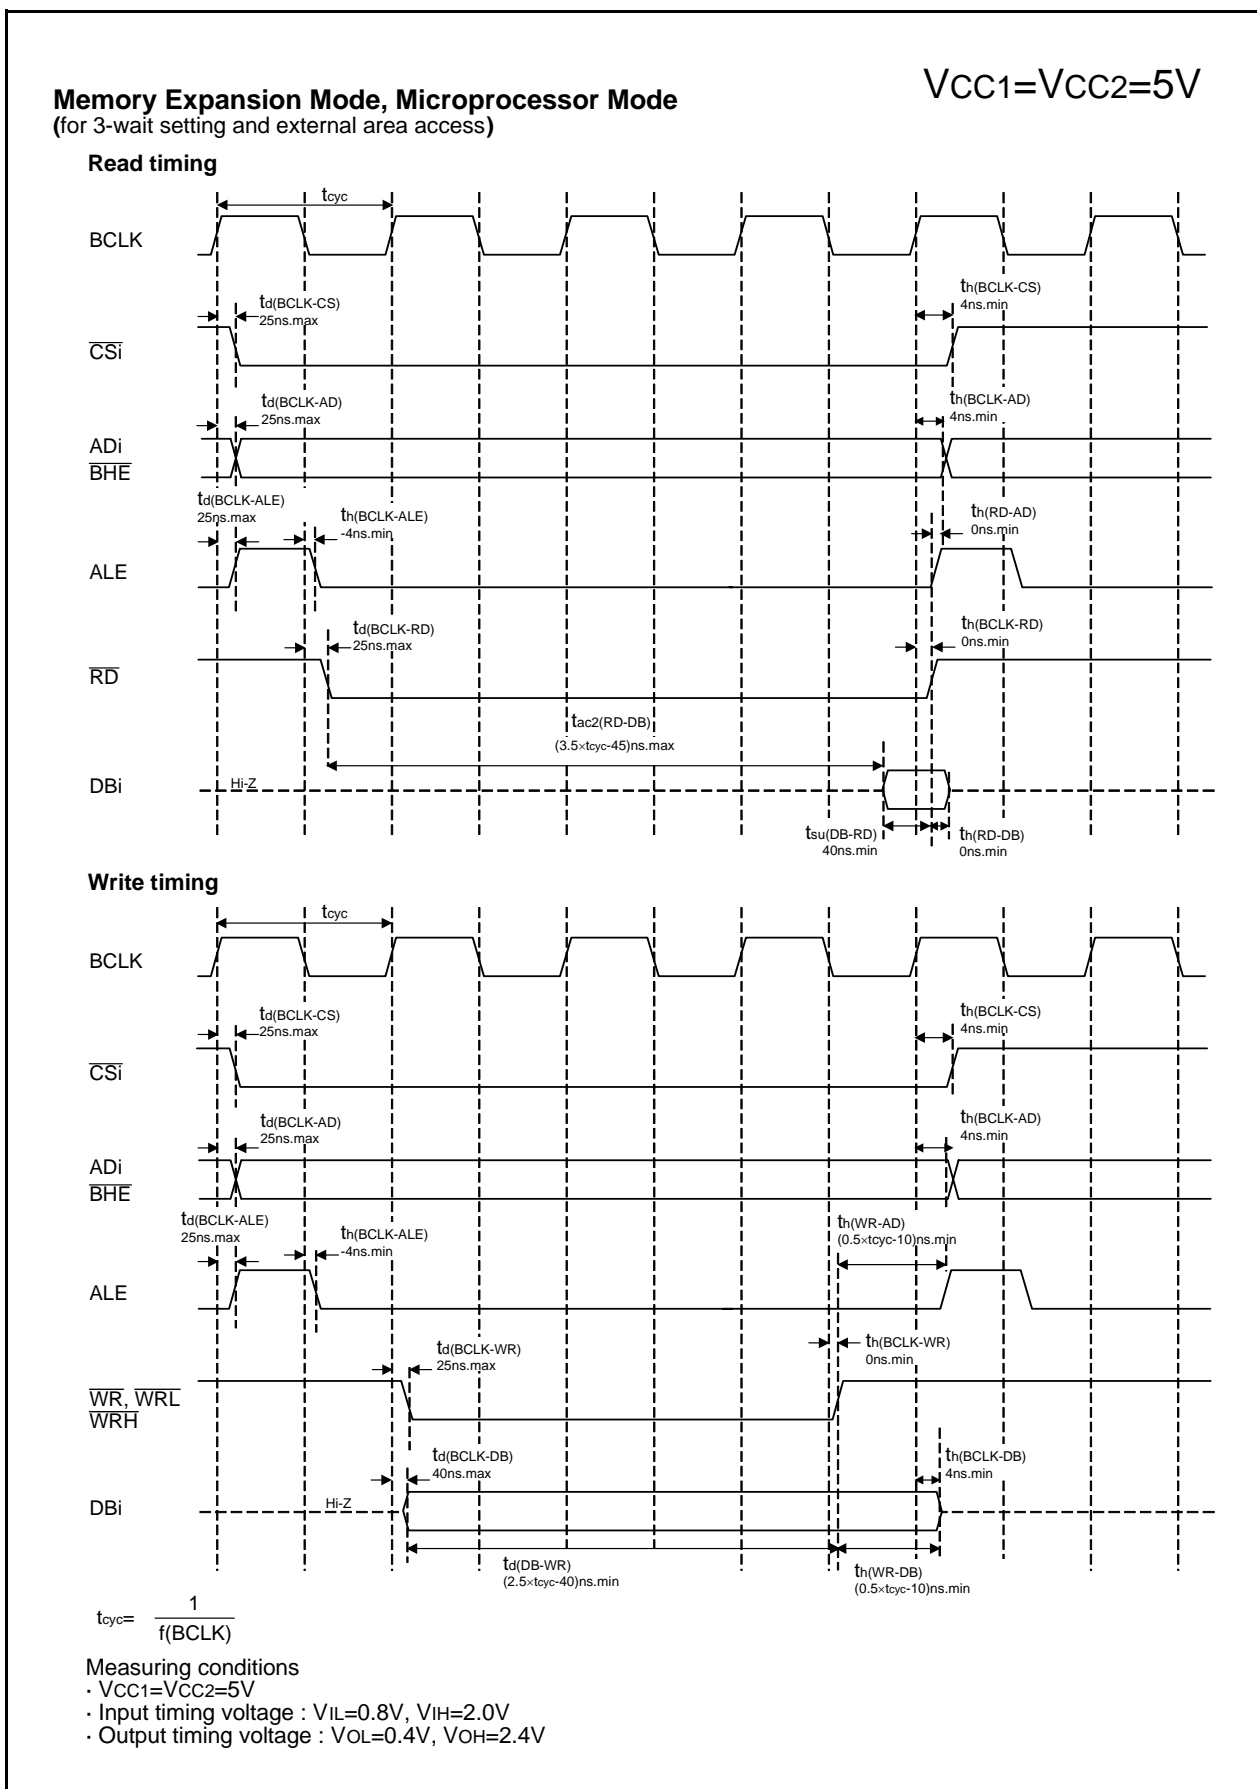 VCC1=VCC2=5V
Memory Expansion Mode, Microprocessor Mode
(for 3-wait setting and external area access)
Read timing
tcyc
BCLK
td(BCLK-CS)
25ns.max
th(BCLK-CS)
4ns.min
CSi
td(BCLK-AD)
25ns.max
th(BCLK-AD)
4ns.min
ADi
BHE
td(BCLK-ALE)
25ns.max
th(BCLK-ALE)
-4ns.min
th(RD-AD)
0ns.min
ALE
td(BCLK-RD)
25ns.max
th(BCLK-RD)
0ns.min
RD
tac2(RD-DB)
(3.5×tcyc-45)ns.max
DBi
Hi-Z
tsu(DB-RD)
40ns.min
th(RD-DB)
0ns.min
Write timing
tcyc
BCLK
td(BCLK-CS)
25ns.max
th(BCLK-CS)
4ns.min
CSi
td(BCLK-AD)
25ns.max
th(BCLK-AD)
4ns.min
ADi
BHE
td(BCLK-ALE)
25ns.max
th(BCLK-ALE)
-4ns.min
th(WR-AD)
(0.5×tcyc-10)ns.min
ALE
td(BCLK-WR)
25ns.max
th(BCLK-WR)
0ns.min
WR, WRL
WRH
td(BCLK-DB)
40ns.max
th(BCLK-DB)
4ns.min
DBi
Hi-Z
td(DB-WR)
(2.5×tcyc-40)ns.min
th(WR-DB)
(0.5×tcyc-10)ns.min
tcyc= 1
f(BCLK)
Measuring conditions
· VCC1=VCC2=5V
· Input timing voltage : VIL=0.8V, VIH=2.0V
· Output timing voltage : VOL=0.4V, VOH=2.4V